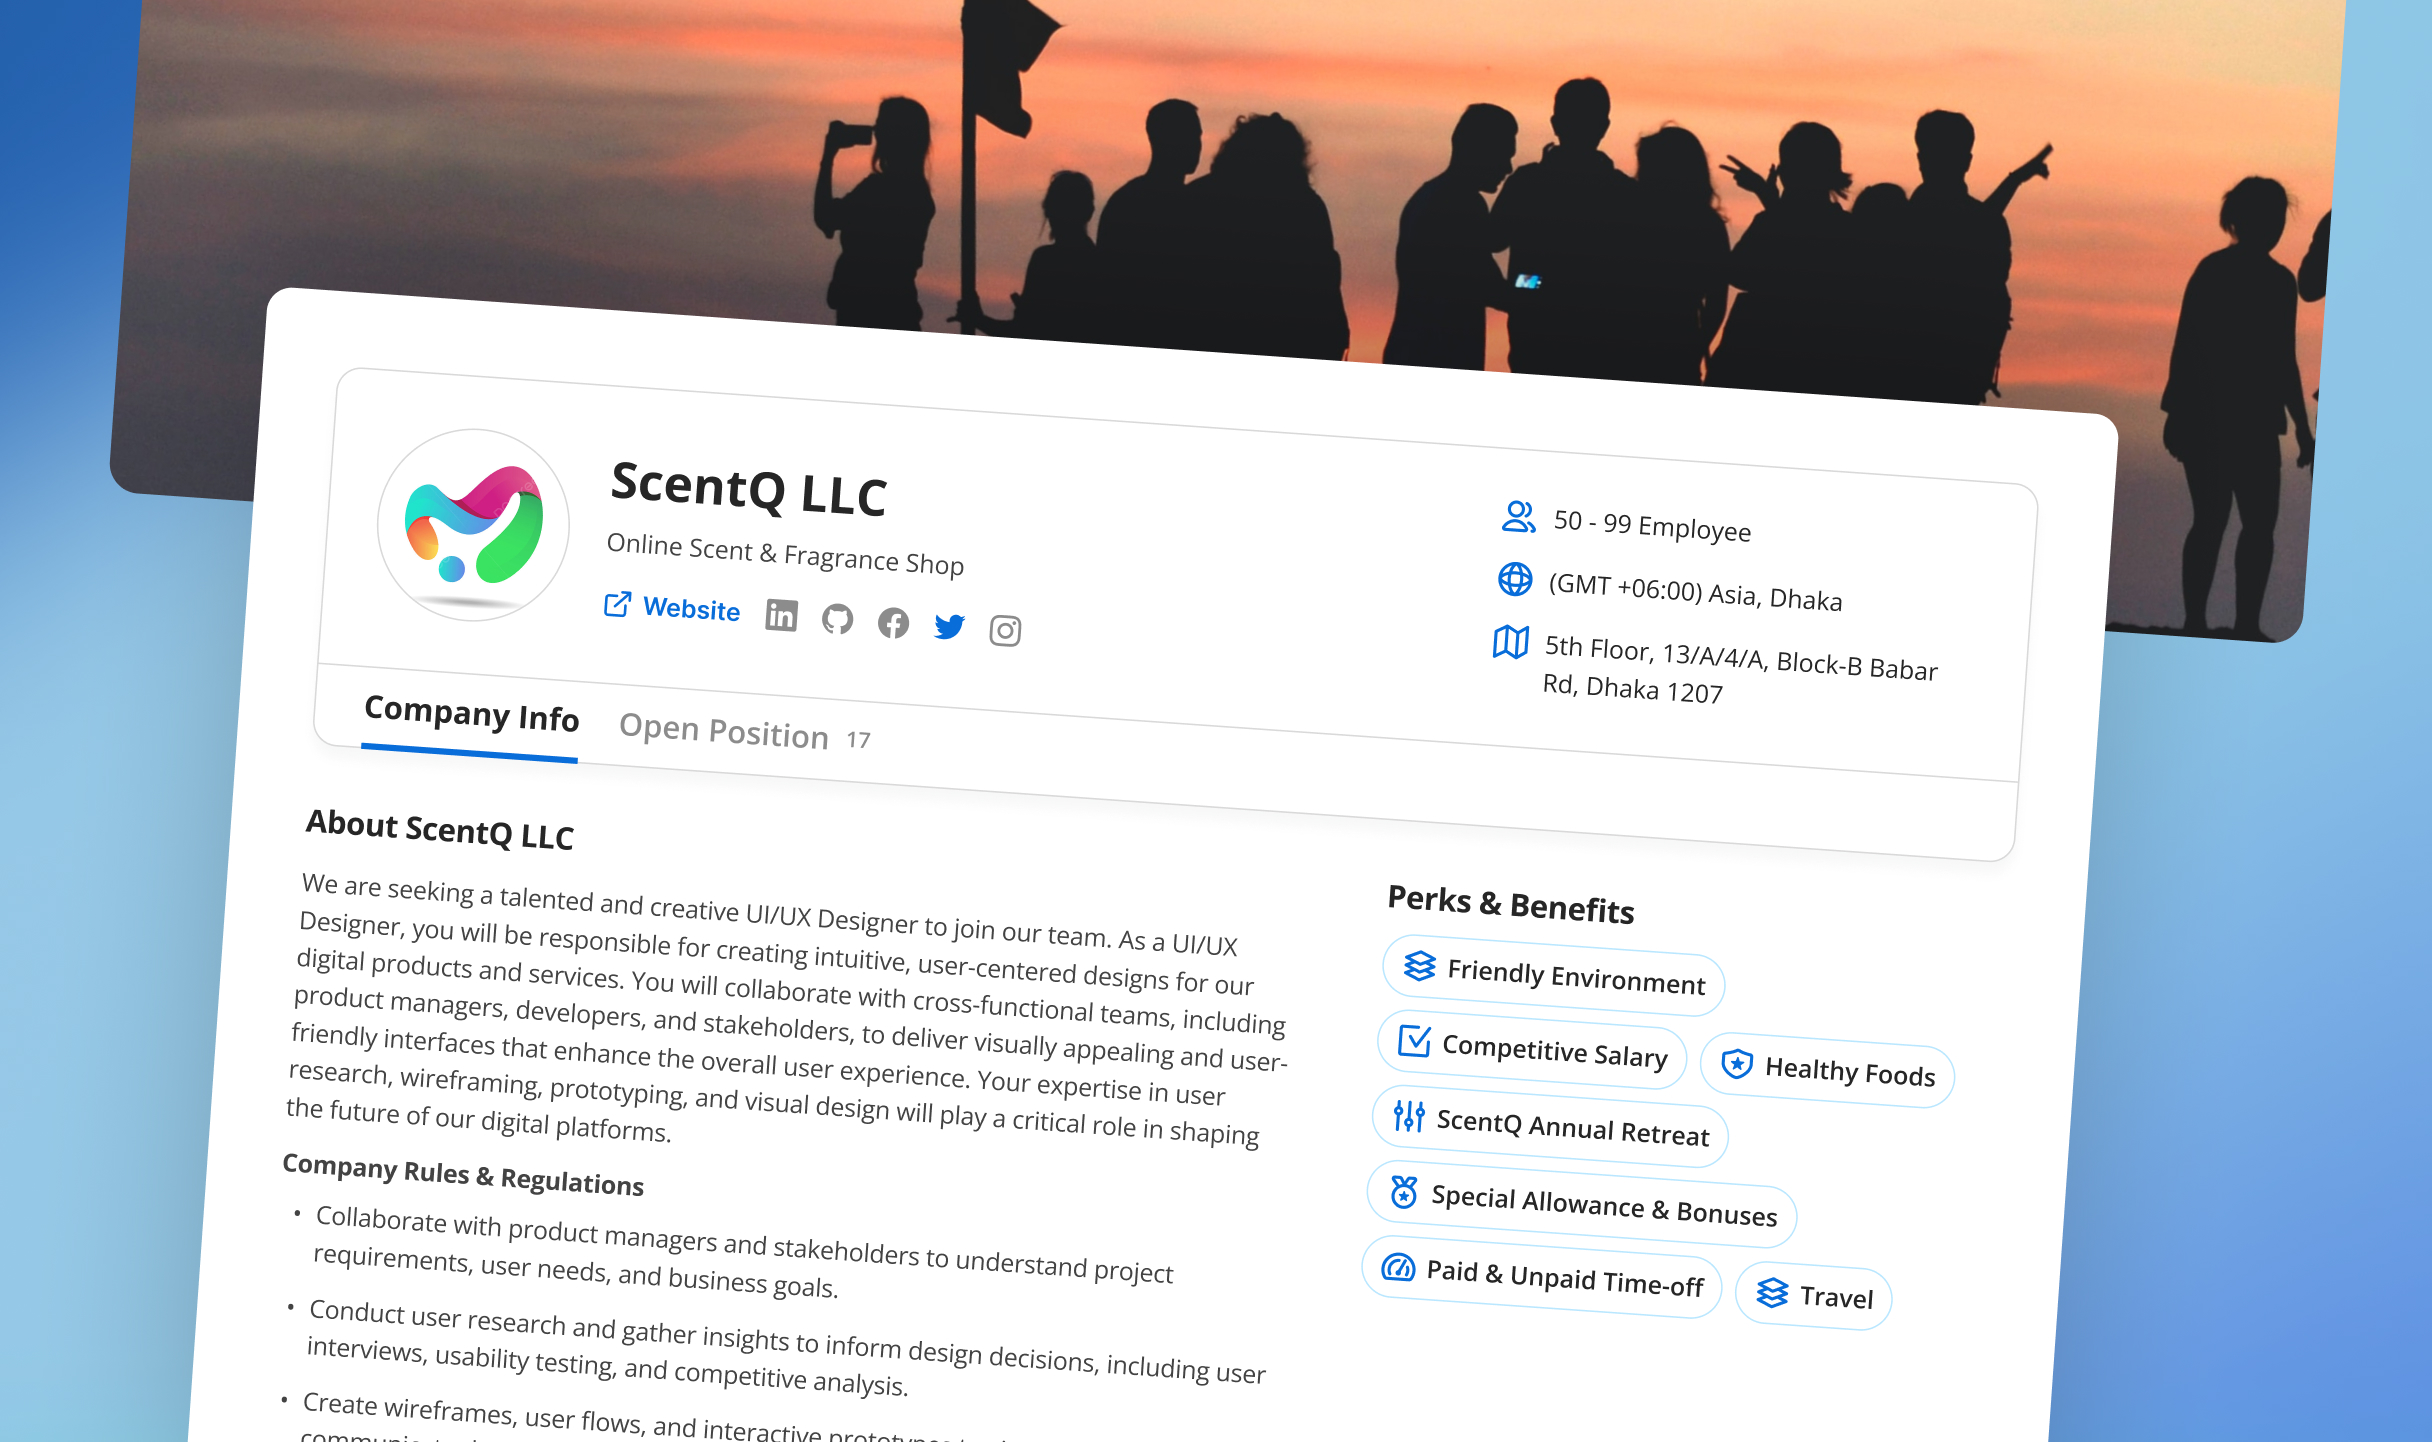 ScentQ LLC
Online Scent & Fragrance Shop
Website
50 - 99 Employee
(GMT +06:00) Asia, Dhaka
5th Floor, 13/A/4/A, Block-B Babar
Rd, Dhaka 1207
Company Info
Open Position 17
About ScentQ LLC
We are seeking a talented and creative UI/UX Designer to join our team. As a UI/UX
Designer, you will be responsible for creating intuitive, user-centered designs for our
digital products and services. You will collaborate with cross-functional teams, including
product managers, developers, and stakeholders, to deliver visually appealing and user-
friendly interfaces that enhance the overall user experience. Your expertise in user
research, wireframing, prototyping, and visual design will play a critical role in shaping
the future of our digital platforms.
Company Rules & Regulations
• Collaborate with product managers and stakeholders to understand project
requirements, user needs, and business goals.
• Conduct user research and gather insights to inform design decisions, including user
interviews, usability testing, and competitive analysis.
• Create wireframes, user flows, and interactive
Perks & Benefits
Friendly Environment
Competitive Salary
Healthy Foods
ScentQ Annual Retreat
Special Allowance & Bonuses
Paid & Unpaid Time-off
Travel